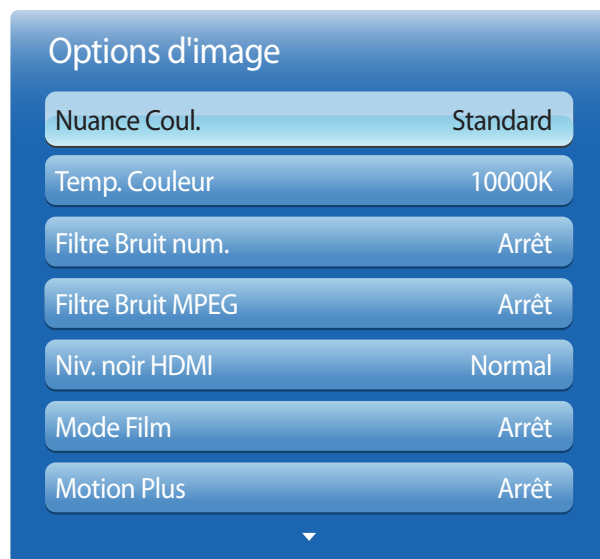 Options d'image
Nuance Coul. Standard
Temp. Couleur 10000K
Filtre Bruit num. Arrêt
Filtre Bruit MPEG Arrêt
Niv. noir HDMI Normal
Mode Film Arrêt
Motion Plus Arrêt